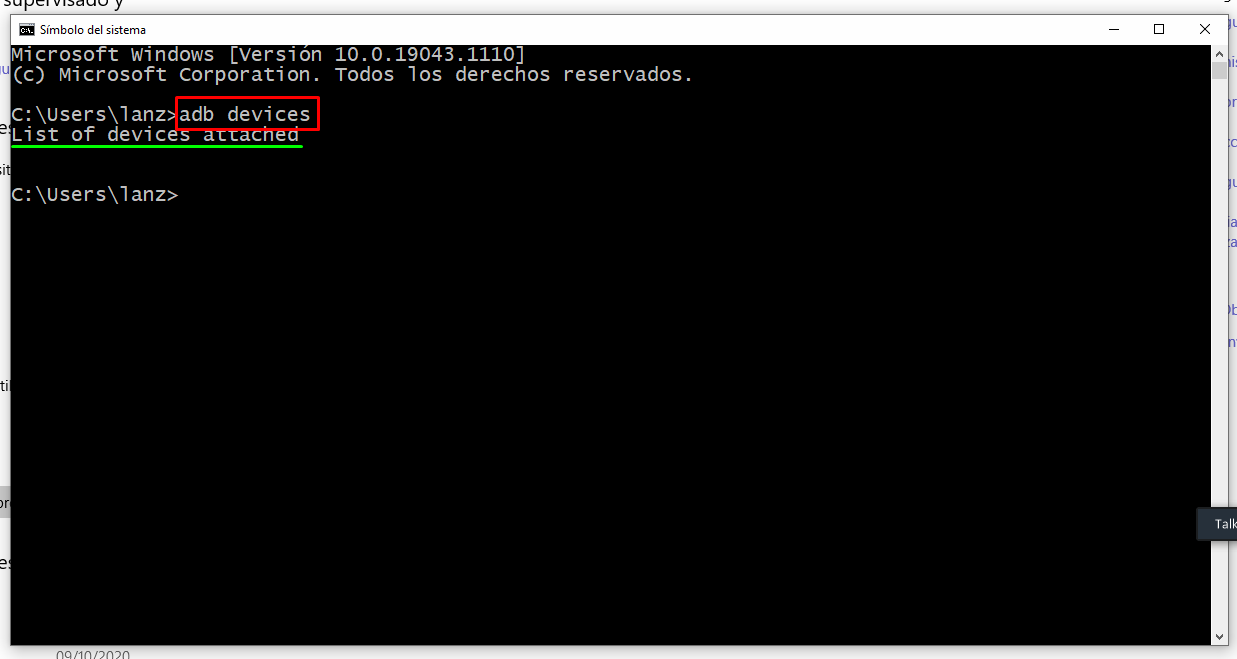 supervisado y
Símbolo del sistema
Microsoft Windows [Versión 10.0.19043.1110]
(c) Microsoft Corporation. Todos los derechos reservados.
C:\Users\lanz>adb devices
List of devices attached
C:\Users\lanz>
Talk
09/10/2020